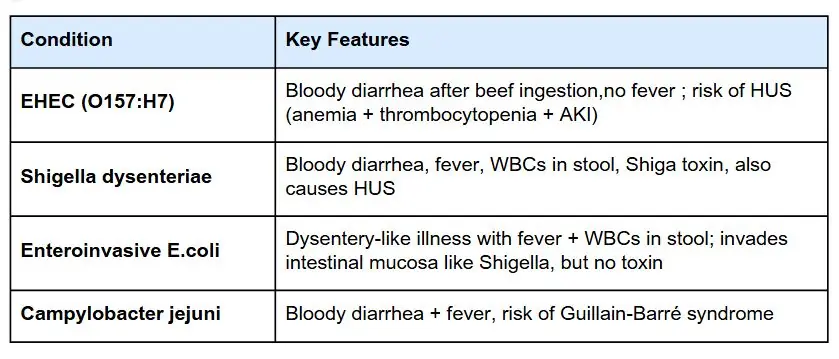 Condition
Key Features
EHEC (O157:H7)
Bloody diarrhea after beef ingestion,no fever ; risk of HUS
(anemia + thrombocytopenia + AKI)
Shigella dysenteriae
Bloody diarrhea, fever, WBCs in stool, Shiga toxin, also
causes HUS
Enteroinvasive E.coli
Dysentery-like illness with fever + WBCs in stool; invades
intestinal mucosa like Shigella, but no toxin
Campylobacter jejuni
Bloody diarrhea + fever, risk of Guillain-Barré syndrome